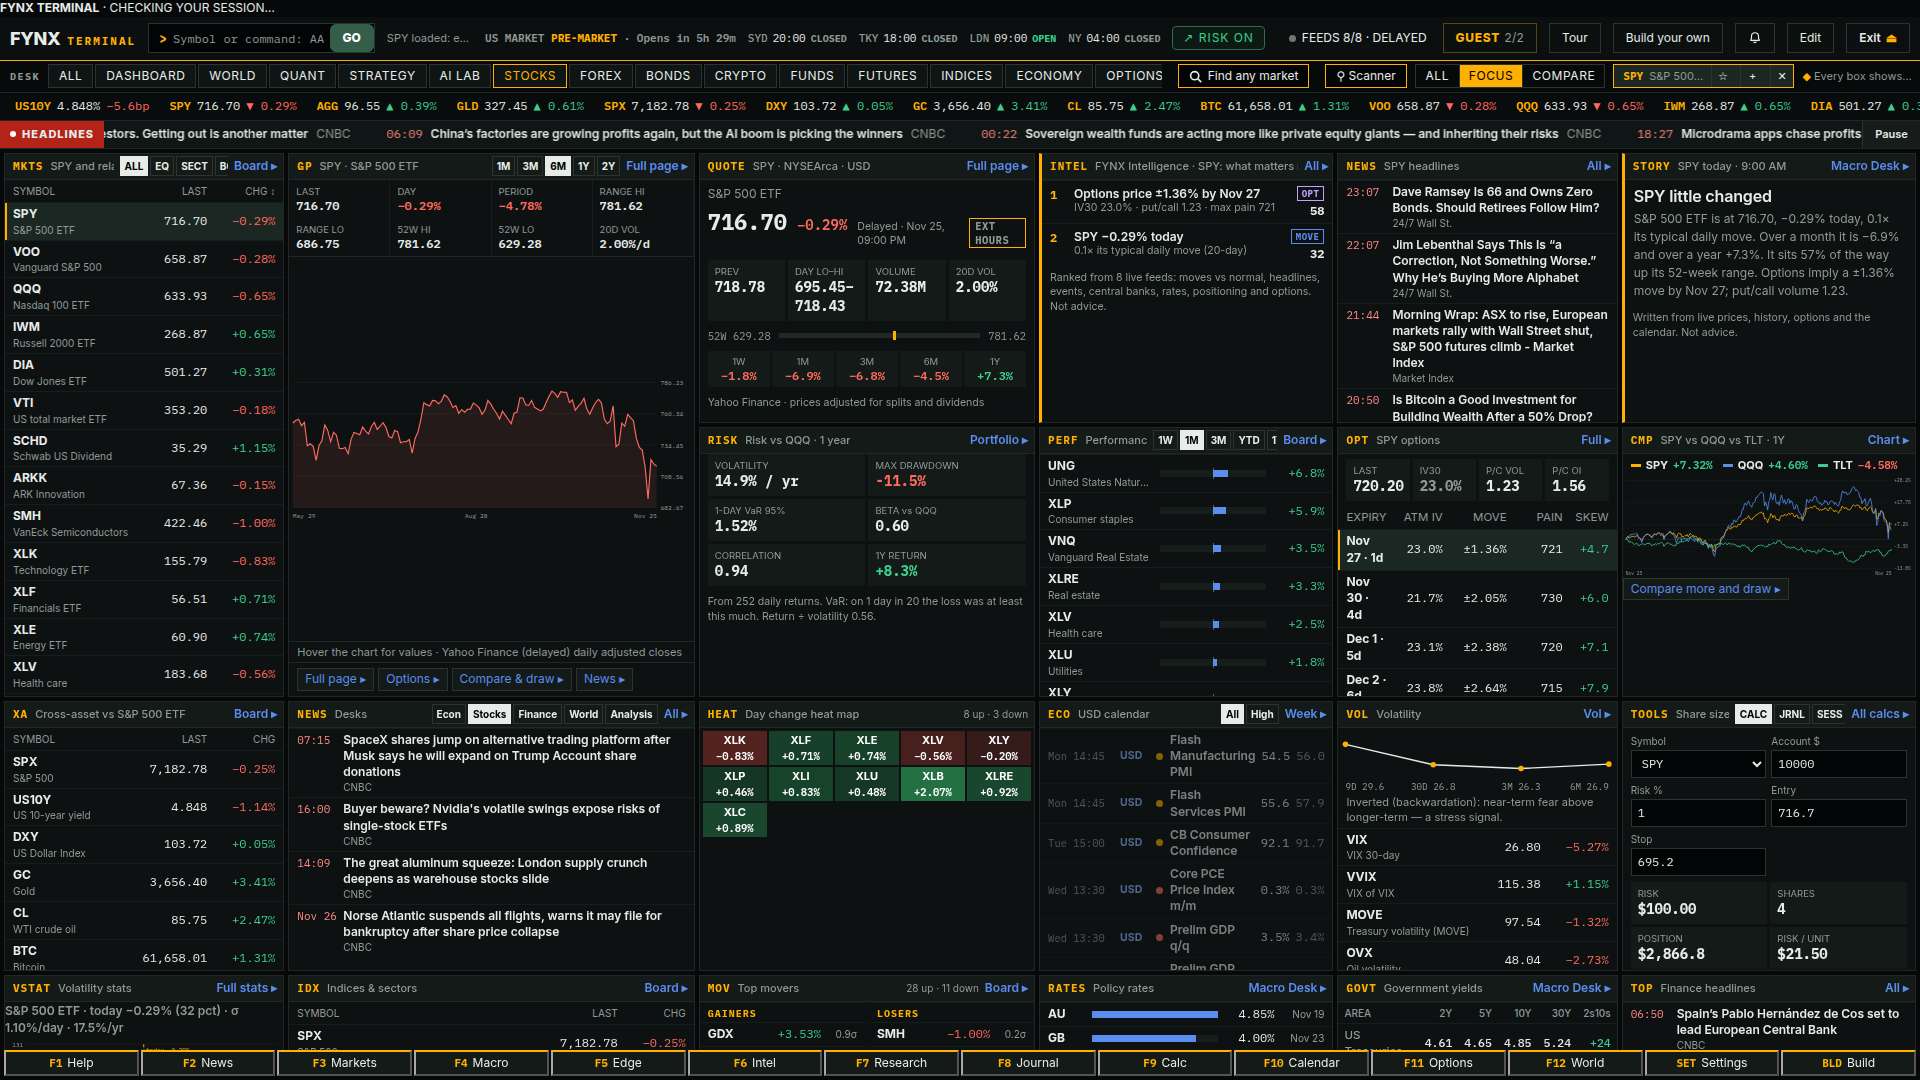 FYNX TERMINAL · CHECKING YOUR SESSION...
FYNX TERMINAL
> Symbol or command: AA GO
SPY loaded: e...
US MARKET PRE-MARKET · Opens in 5h 29m
SYD 20:00 CLOSED TKY 18:00 CLOSED LDN 09:00 OPEN NY 04:00 CLOSED
↗ RISK ON
FEEDS 8/8 · DELAYED
GUEST 2/2
Tour
Build your own
Edit
Exit
DESK ALL DASHBOARD WORLD QUANT STRATEGY AI LAB STOCKS FOREX BONDS CRYPTO FUNDS FUTURES INDICES ECONOMY OPTIONS
Find any market
Scanner
ALL FOCUS COMPARE
SPY S&P 500... ☆ + ✕
Every box shows...
US10Y 4.848% −5.6bp SPY 716.70 ▼ 0.29% AGG 96.55 ▲ 0.39% GLD 327.45 ▲ 0.61% SPX 7,182.78 ▼ 0.25% DXY 103.72 ▲ 0.05% GC 3,656.40 ▲ 3.41% CL 85.75 ▲ 2.47% BTC 61,658.01 ▲ 1.31% VOO 658.87 ▼ 0.28% QQQ 633.93 ▼ 0.65% IWM 268.87 ▲ 0.65% DIA 501.27 ▲
HEADLINES
estors. Getting out is another matter CNBC 06:09 China's factories are growing profits again, but the AI boom is picking the winners CNBC 00:22 Sovereign wealth funds are acting more like private equity giants — and inheriting their risks CNBC 18:27 Microdrama apps chase profits
Pause
MKTS SPY and rela ALL EQ SECT Board ▸
SYMBOL LAST CHG ↕
SPY 716.70 −0.29%
S&P 500 ETF
VOO 658.87 −0.28%
Vanguard S&P 500
QQQ 633.93 −0.65%
Nasdaq 100 ETF
IWM 268.87 +0.65%
Russell 2000 ETF
DIA 501.27 +0.31%
Dow Jones ETF
VTI 353.20 −0.18%
US total market ETF
SCHD 35.29 +1.15%
Schwab US Dividend
ARKK 67.36 −0.15%
ARK Innovation
SMH 422.46 −1.00%
VanEck Semiconductors
XLK 155.79 −0.83%
Technology ETF
XLF 56.51 +0.71%
Financials ETF
XLE 60.90 +0.74%
Energy ETF
XLV 183.68 −0.56%
Health care
GP SPY · S&P 500 ETF 1M 3M 6M 1Y 2Y Full page ▸
LAST DAY PERIOD RANGE HI
716.70 −0.29% −4.78% 781.62
RANGE LO 52W HI 52W LO 20D VOL
686.75 781.62 629.28 2.00%/d
May 29 Aug 28 Nov 25
Hover the chart for values · Yahoo Finance (delayed) daily adjusted closes
Full page ▸ Options ▸ Compare & draw ▸ News ▸
QUOTE SPY · NYSEArca · USD Full page ▸
S&P 500 ETF
716.70 −0.29% Delayed · Nov 25, 09:00 PM EXT HOURS
PREV DAY LO–HI VOLUME 20D VOL
718.78 695.45–718.43 72.38M 2.00%
52W 629.28 781.62
1W 1M 3M 6M 1Y
−1.8% −6.9% −6.8% −4.5% +7.3%
Yahoo Finance · prices adjusted for splits and dividends
INTEL FYNX Intelligence · SPY: what matters All ▸
1 Options price ±1.36% by Nov 27 OPT
IV30 23.0% · put/call 1.23 · max pain 721 58
2 SPY −0.29% today MOVE
0.1× its typical daily move (20-day) 32
Ranked from 8 live feeds: moves vs normal, headlines, events, central banks, rates, positioning and options. Not advice.
NEWS SPY headlines All ▸
23:07 Dave Ramsey Is 66 and Owns Zero Bonds. Should Retirees Follow Him?
24/7 Wall St.
22:07 Jim Lebenthal Says This Is “a Correction, Not Something Worse.” Why He’s Buying More Alphabet
24/7 Wall St.
21:44 Morning Wrap: ASX to rise, European markets rally with Wall Street shut, S&P 500 futures climb - Market Index
Market Index
20:50 Is Bitcoin a Good Investment for Building Wealth After a 50% Drop?
STORY SPY today · 9:00 AM Macro Desk ▸
SPY little changed
S&P 500 ETF is at 716.70, −0.29% today, 0.1× its typical daily move. Over a month it is −6.9% and over a year +7.3%. It sits 57% of the way up its 52-week range. Options imply a ±1.36% move by Nov 27; put/call volume 1.23.
Written from live prices, history, options and the calendar. Not advice.
RISK Risk vs QQQ · 1 year Portfolio ▸
VOLATILITY MAX DRAWDOWN
14.9% / yr -11.5%
1-DAY VaR 95% BETA vs QQQ
1.52% 0.60
CORRELATION 1Y RETURN
0.94 +8.3%
From 252 daily returns. VaR: on 1 day in 20 the loss was at least this much. Return ÷ volatility 0.56.
PERF Performanc 1W 1M 3M YTD Board ▸
UNG +6.8%
United States Natur...
XLP +5.9%
Consumer staples
VNQ +3.5%
Vanguard Real Estate
XLRE +3.3%
Real estate
XLV +2.5%
Health care
XLU +1.8%
Utilities
XLY
OPT SPY options Full ▸
LAST IV30 P/C VOL P/C OI
720.20 23.0% 1.23 1.56
EXPIRY ATM IV MOVE PAIN SKEW
Nov 27 · 1d 23.0% ±1.36% 721 +4.7
Nov 30 · 4d 21.7% ±2.05% 730 +6.0
Dec 1 · 5d 23.1% ±2.38% 720 +7.1
Dec 2 · 6d 23.8% ±2.64% 715 +7.9
CMP SPY vs QQQ vs TLT · 1Y Chart ▸
SPY +7.32% QQQ +4.60% TLT −4.58%
Nov 25 Nov 25
Compare more and draw ▸
XA Cross-asset vs S&P 500 ETF Board ▸
SYMBOL LAST CHG
SPX 7,182.78 −0.25%
S&P 500
US10Y 4.848 −1.14%
US 10-year yield
DXY 103.72 +0.05%
US Dollar Index
GC 3,656.40 +3.41%
Gold
CL 85.75 +2.47%
WTI crude oil
BTC 61,658.01 +1.31%
Bitcoin
NEWS Desks Econ Stocks Finance World Analysis All ▸
07:15 SpaceX shares jump on alternative trading platform after Musk says he will expand on Trump Account share donations
CNBC
16:00 Buyer beware? Nvidia's volatile swings expose risks of single-stock ETFs
CNBC
14:09 The great aluminum squeeze: London supply crunch deepens as warehouse stocks slide
CNBC
Nov 26 Norse Atlantic suspends all flights, warns it may file for bankruptcy after share price collapse
CNBC
HEAT Day change heat map 8 up · 3 down
XLK XLF XLE XLV XLY
−0.83% +0.71% +0.74% −0.56% −0.20%
XLP XLI XLU XLB XLRE
+0.46% +0.83% +0.48% +2.07% +0.92%
XLC
+0.89%
ECO USD calendar All High Week ▸
Mon 14:45 USD Flash Manufacturing PMI 54.5 56.0
Mon 14:45 USD Flash Services PMI 55.6 57.9
Tue 15:00 USD CB Consumer Confidence 92.1 91.7
Wed 13:30 USD Core PCE Price Index m/m 0.3% 0.3%
Wed 13:30 USD Prelim GDP q/q 3.5% 3.4%
Prelim GDP
VOL Volatility Vol ▸
9D 29.6 30D 26.8 3M 26.3 6M 26.9
Inverted (backwardation): near-term fear above longer-term — a stress signal.
VIX 26.80 −5.27%
VIX 30-day
VVIX 115.38 +1.15%
VIX of VIX
MOVE 97.54 −1.32%
Treasury volatility (MOVE)
OVX 48.04 −2.73%
Oil volatility
TOOLS Share size CALC JRNL SESS All calcs ▸
Symbol Account $
SPY 10000
Risk % Entry
1 716.7
Stop
695.2
RISK SHARES
$100.00 4
POSITION RISK / UNIT
$2,866.8 $21.50
VSTAT Volatility stats Full stats ▸
S&P 500 ETF · today −0.29% (32 pct) · σ 1.10%/day · 17.5%/yr
IDX Indices & sectors Board ▸
SYMBOL LAST CHG
SPX 7,182.78 −0.25%
MOV Top movers 28 up · 11 down Board ▸
GAINERS LOSERS
GDX +3.53% 0.9σ SMH −1.00% 0.2σ
RATES Policy rates Macro Desk ▸
AU 4.85% Nov 19
GB 4.00% Nov 23
GOVT Government yields Macro Desk ▸
AREA 2Y 5Y 10Y 30Y 2s10s
US 4.61 4.65 4.85 5.24 +24
TOP Finance headlines All ▸
06:50 Spain's Pablo Hernández de Cos set to lead European Central Bank
CNBC
F1 Help F2 News F3 Markets F4 Macro F5 Edge F6 Intel F7 Research F8 Journal F9 Calc F10 Calendar F11 Options F12 World SET Settings BLD Build